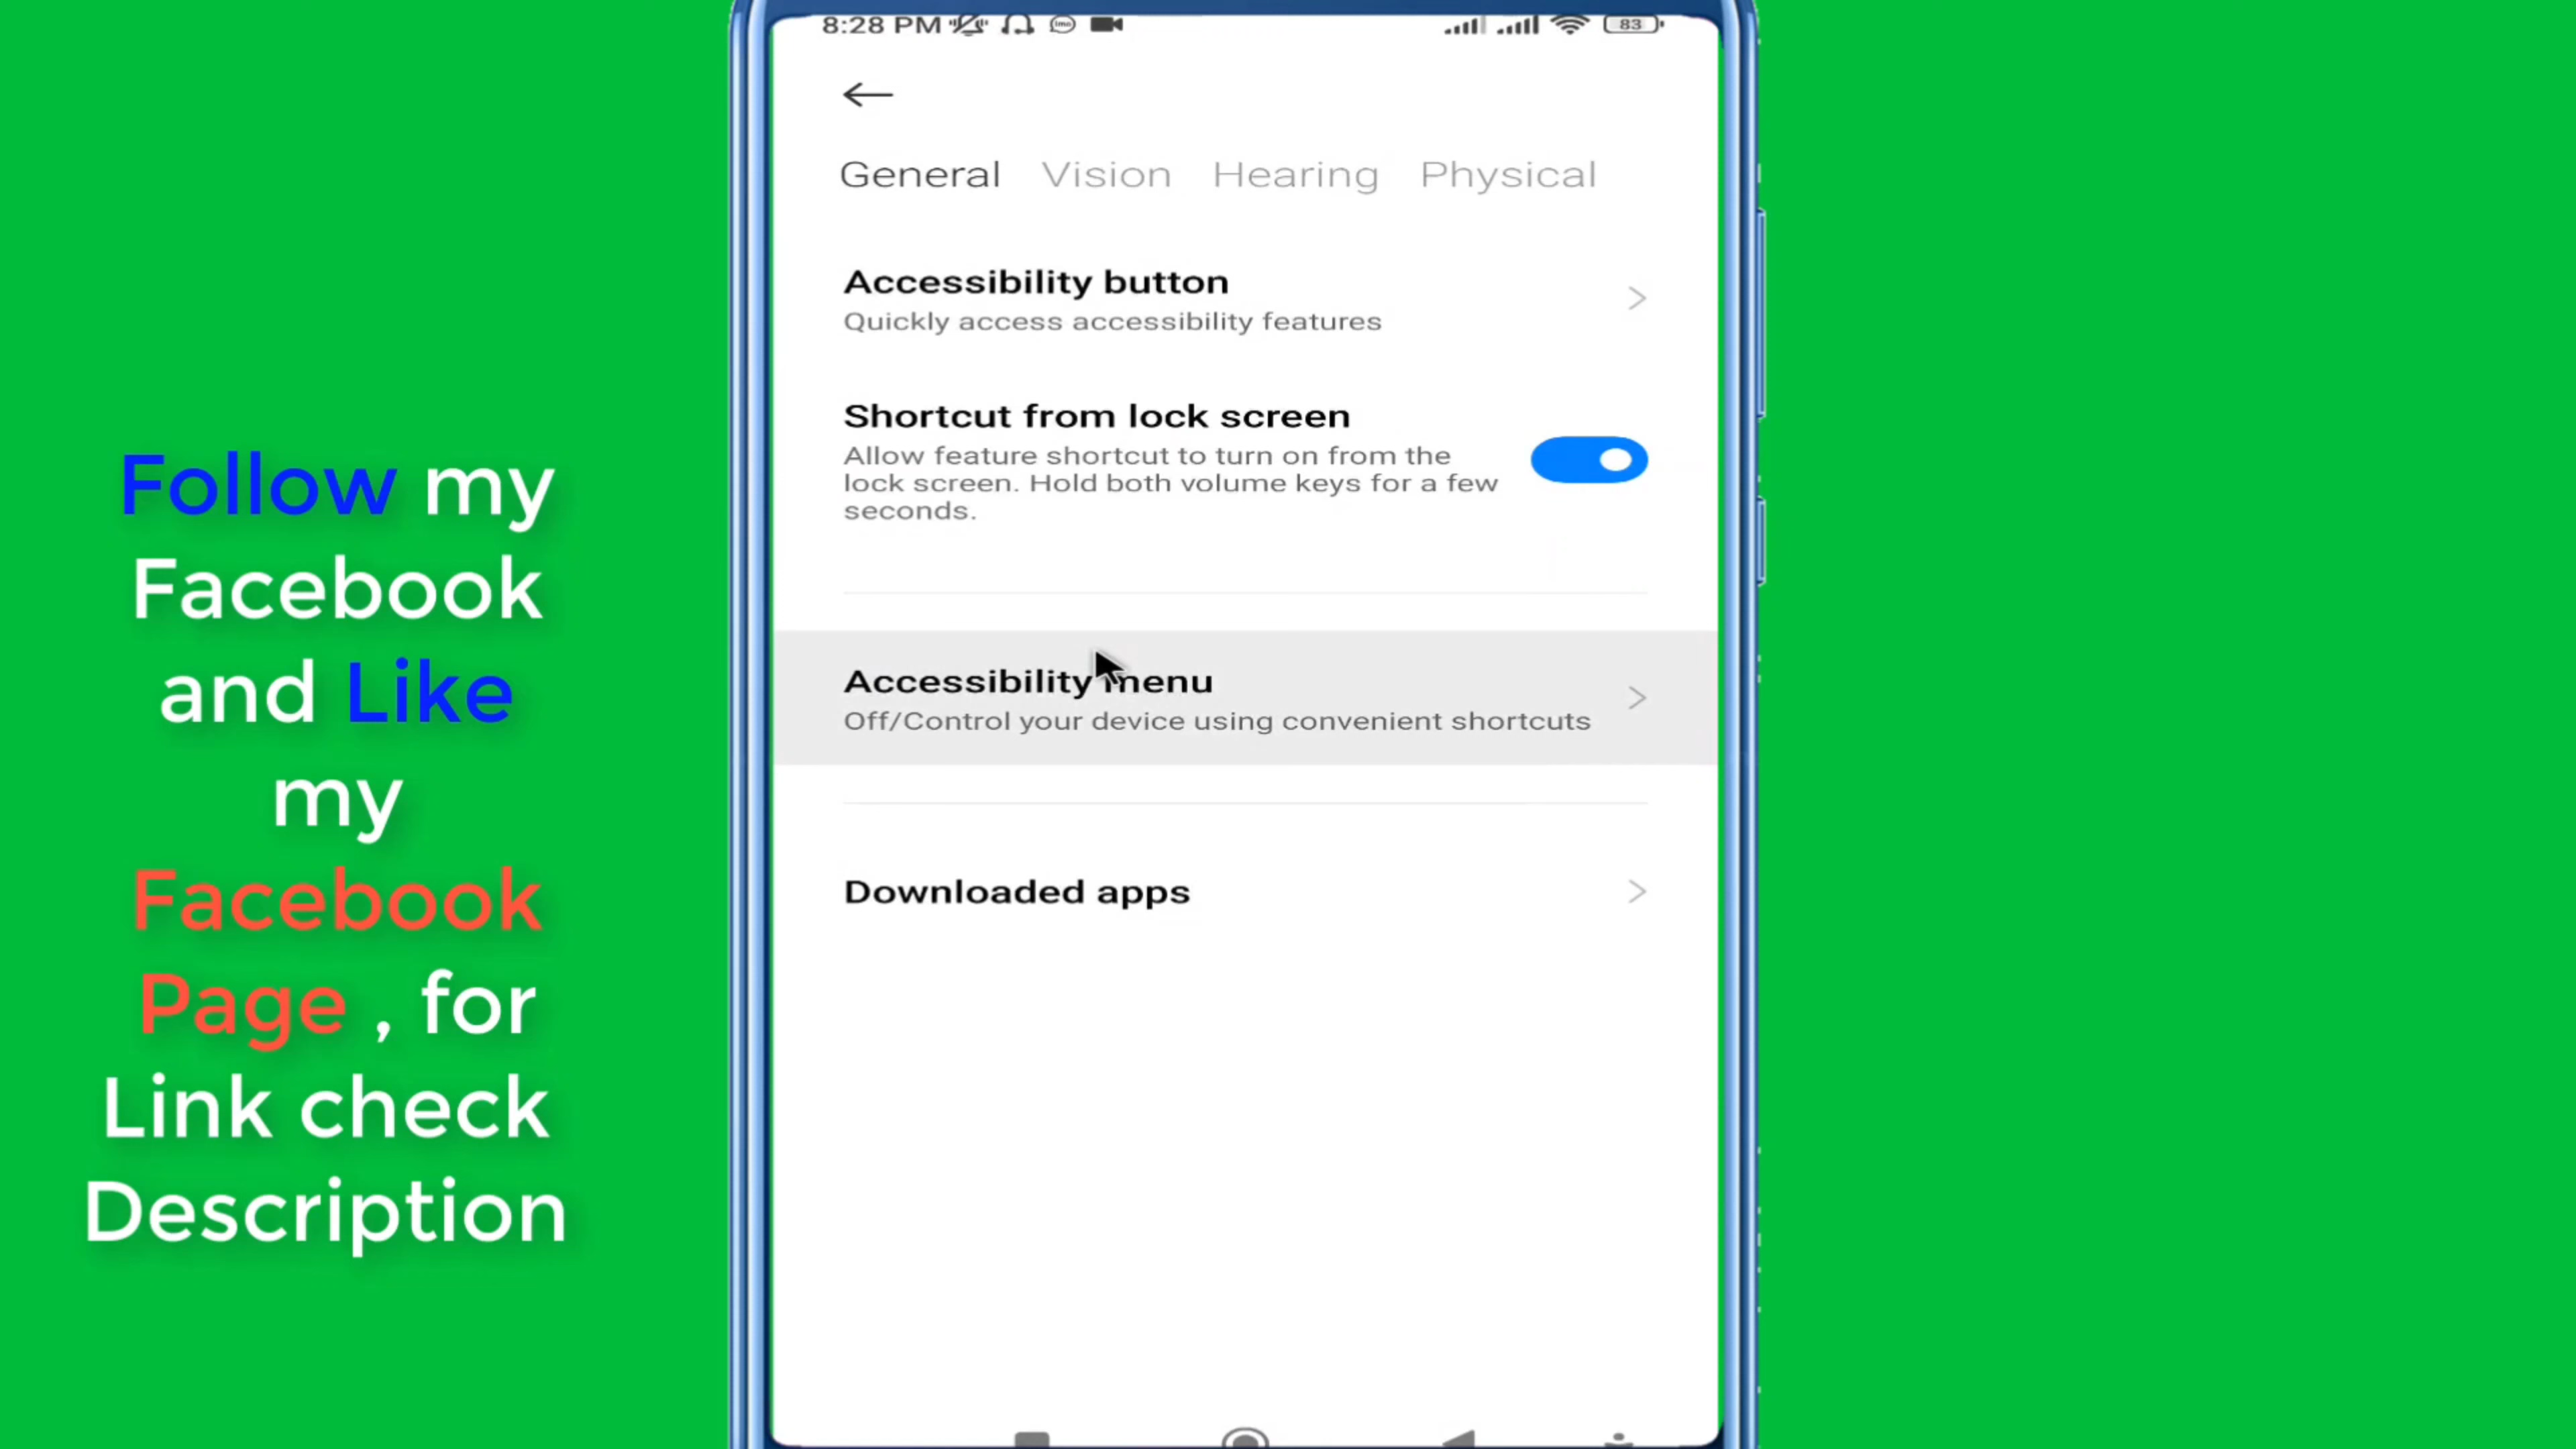 8:28 PM
83
General Vision Hearing Physical
Accessibility button
Quickly access accessibility features
Shortcut from lock screen
Allow feature shortcut to turn on from the
lock screen. Hold both volume keys for a few
seconds.
Accessibility menu
Off/Control your device using convenient shortcuts
Downloaded apps
Follow my
Facebook
and Like
my
Facebook
Page , for
Link check
Description